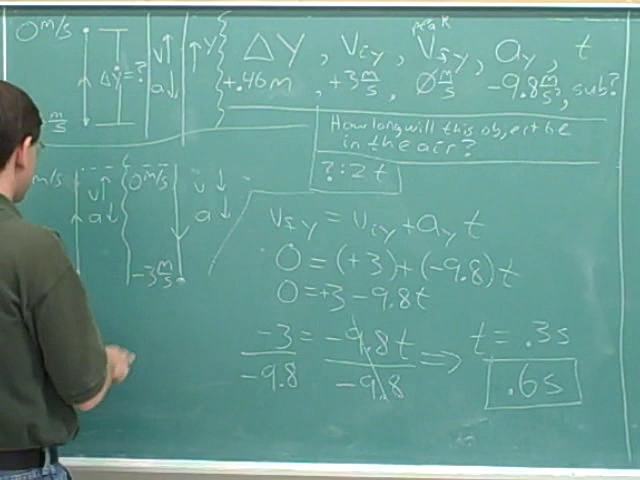 0 m/s
V↑
a↓
↑Y
ΔY=?
m/s
peak
ΔY, Viy, Vfy, ay, t
+.46m, +3 m/s, Ø m/s, -9.8 m/s², sub?
How long will this object be
in the air?
?:2t
m/s
v↑
a↓
0 m/s
v↓
a↓
-3 m/s
Vfy = Viy + ay t
0 = (+3) + (-9.8)t
0 = +3 - 9.8t
-3 = -9.8t
-9.8 -9.8
⇒ t = .3s
.6s